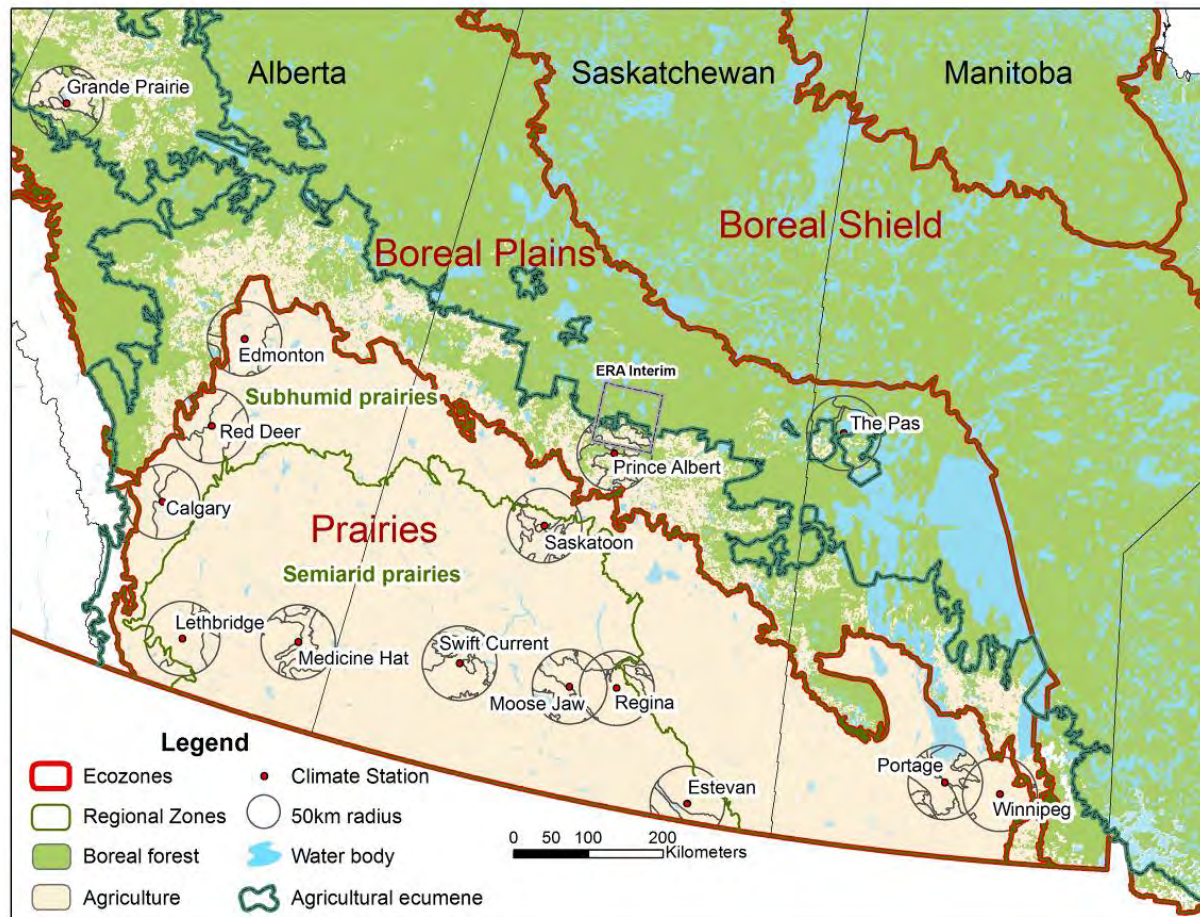 Alberta
Saskatchewan
Manitoba
Grande Prairie
Boreal Shield
Boreal Plains
Edmonton
ERA Interim
Subhumid prairies
Red Deer
The Pas
Prince Albert
Calgary
Prairies
Saskatoon
Semiarid prairies
Lethbridge
Medicine Hat
Swift Current
Moose Jaw
Regina
Portage
Winnipeg
Estevan
Legend
Ecozones
Climate Station
Regional Zones
50km radius
Boreal forest
Water body
Agriculture
Agricultural ecumene
0 50 100 200
Kilometers